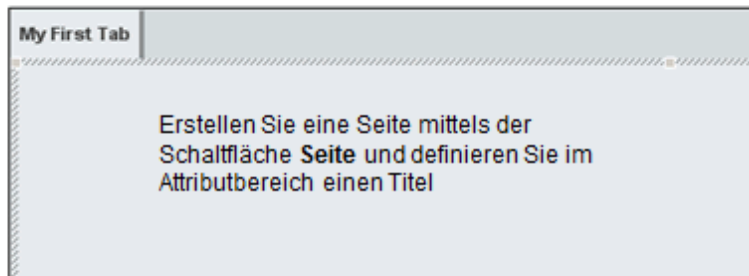 My First Tab
Erstellen Sie eine Seite mittels der
Schaltfläche Seite und definieren Sie im
Attributbereich einen Titel